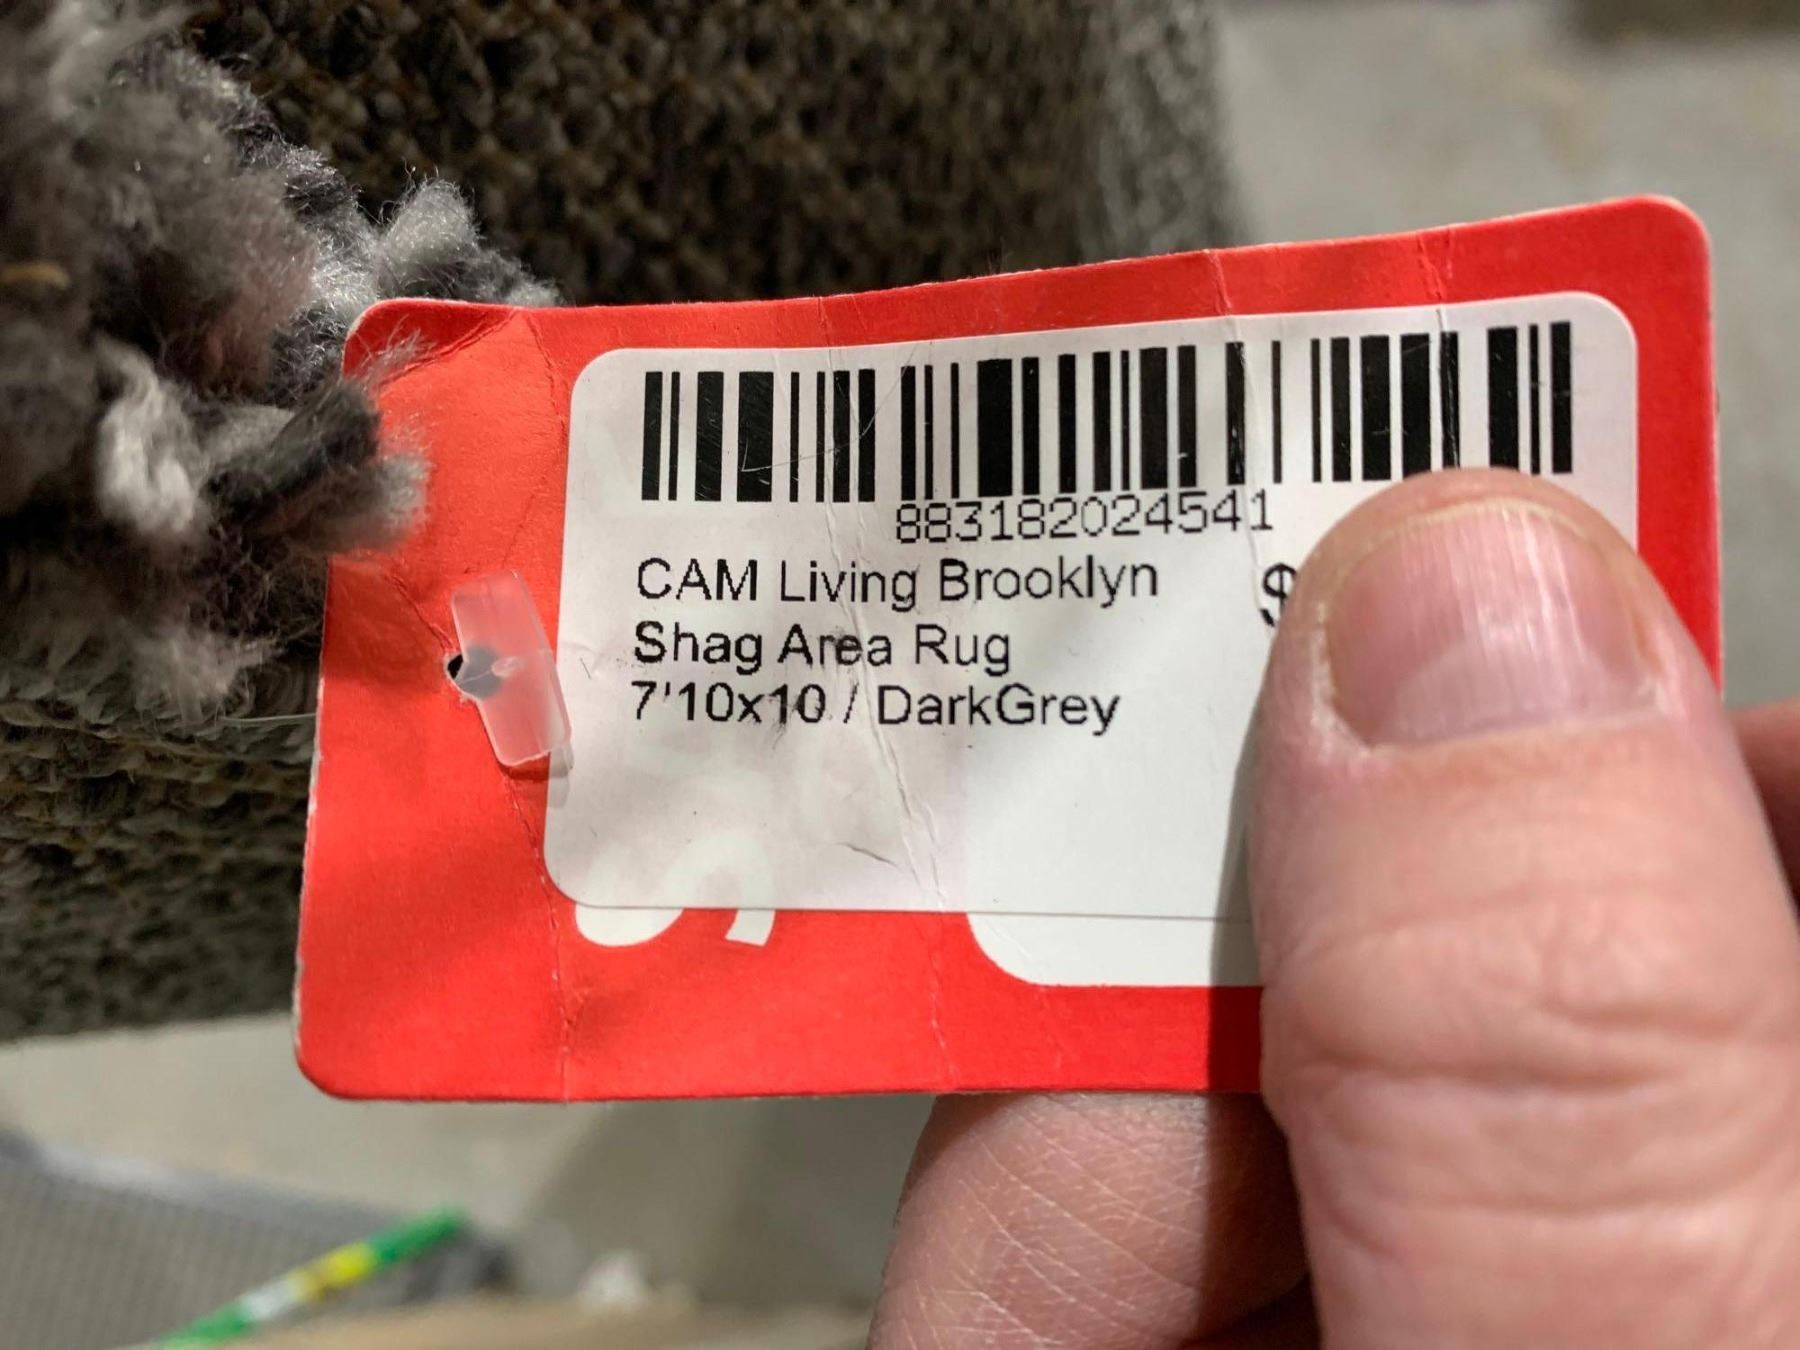 883182024541
CAM Living Brooklyn $
Shag Area Rug
7'10x10 / DarkGrey